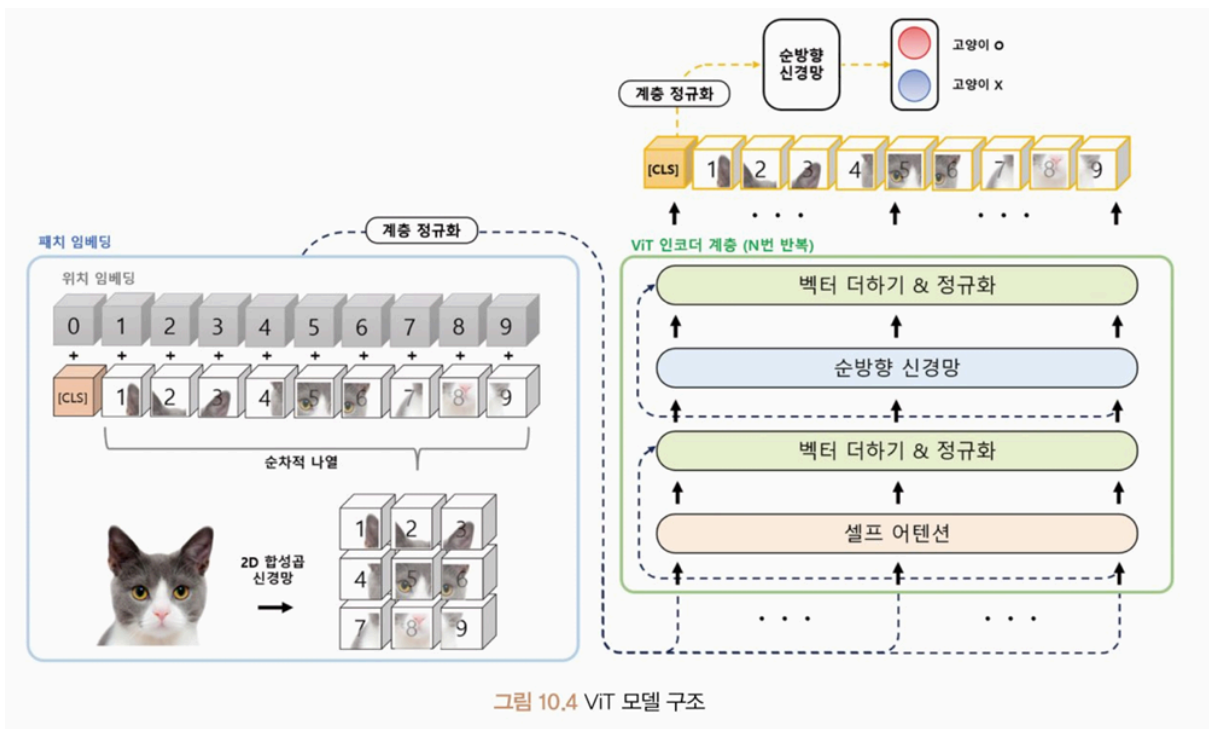 순방향
신경망
고양이 O
고양이 X
계층 정규화
[CLS] 1 2 3 4 5 6 7 8 9
· · ·
· · ·
패치 임베딩
계층 정규화
위치 임베딩
0 1 2 3 4 5 6 7 8 9
+ + + + + + + + + +
[CLS] 1 2 3 4 5 6 7 8 9
순차적 나열
2D 합성곱
신경망
1 2 3
4 5 6
7 8 9
ViT 인코더 계층 (N번 반복)
벡터 더하기 & 정규화
순방향 신경망
벡터 더하기 & 정규화
셀프 어텐션
· · ·
· · ·
그림 10.4 ViT 모델 구조